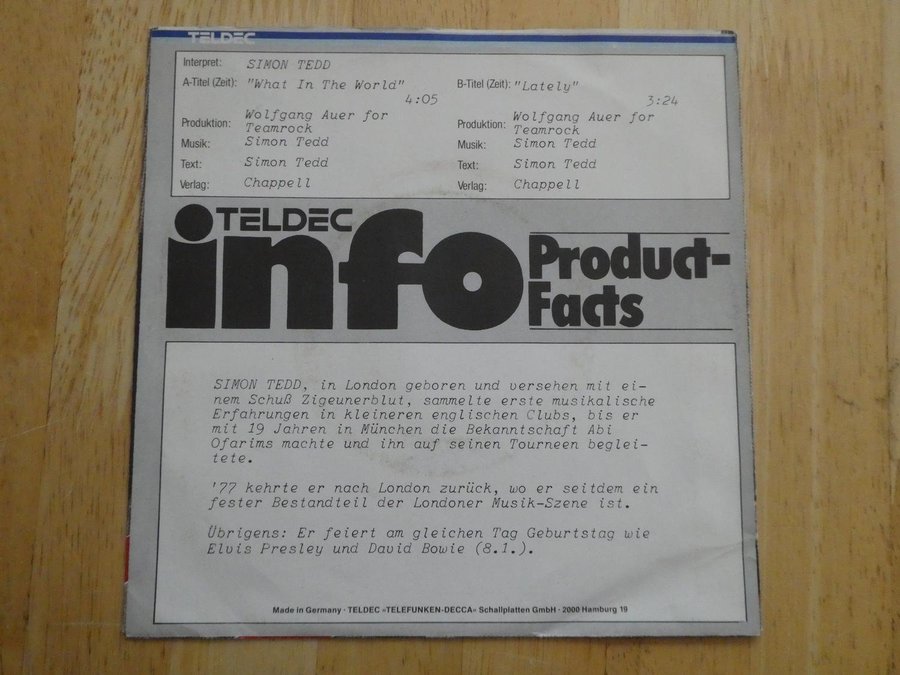 TELDEC
Interpret: SIMON TEDD
A-Titel (Zeit): "What In The World"
4:05
Produktion: Wolfgang Auer for
Teamrock
Musik: Simon Tedd
Text: Simon Tedd
Verlag: Chappell
B-Titel (Zeit): "Lately"
3:24
Produktion: Wolfgang Auer for
Teamrock
Musik: Simon Tedd
Text: Simon Tedd
Verlag: Chappell
TELDEC
info
Product-
Facts
SIMON TEDD, in London geboren und versehen mit ei-
nem Schuß Zigeunerblut, sammelte erste musikalische
Erfahrungen in kleineren englischen Clubs, bis er
mit 19 Jahren in München die Bekanntschaft Abi
Ofarims machte und ihn auf seinen Tourneen beglei-
tete.
'77 kehrte er nach London zurück, wo er seitdem ein
fester Bestandteil der Londoner Musik-Szene ist.
Übrigens: Er feiert am gleichen Tag Geburtstag wie
Elvis Presley und David Bowie (8.1.).
Made in Germany · TELDEC »TELEFUNKEN-DECCA« Schallplatten GmbH · 2000 Hamburg 19